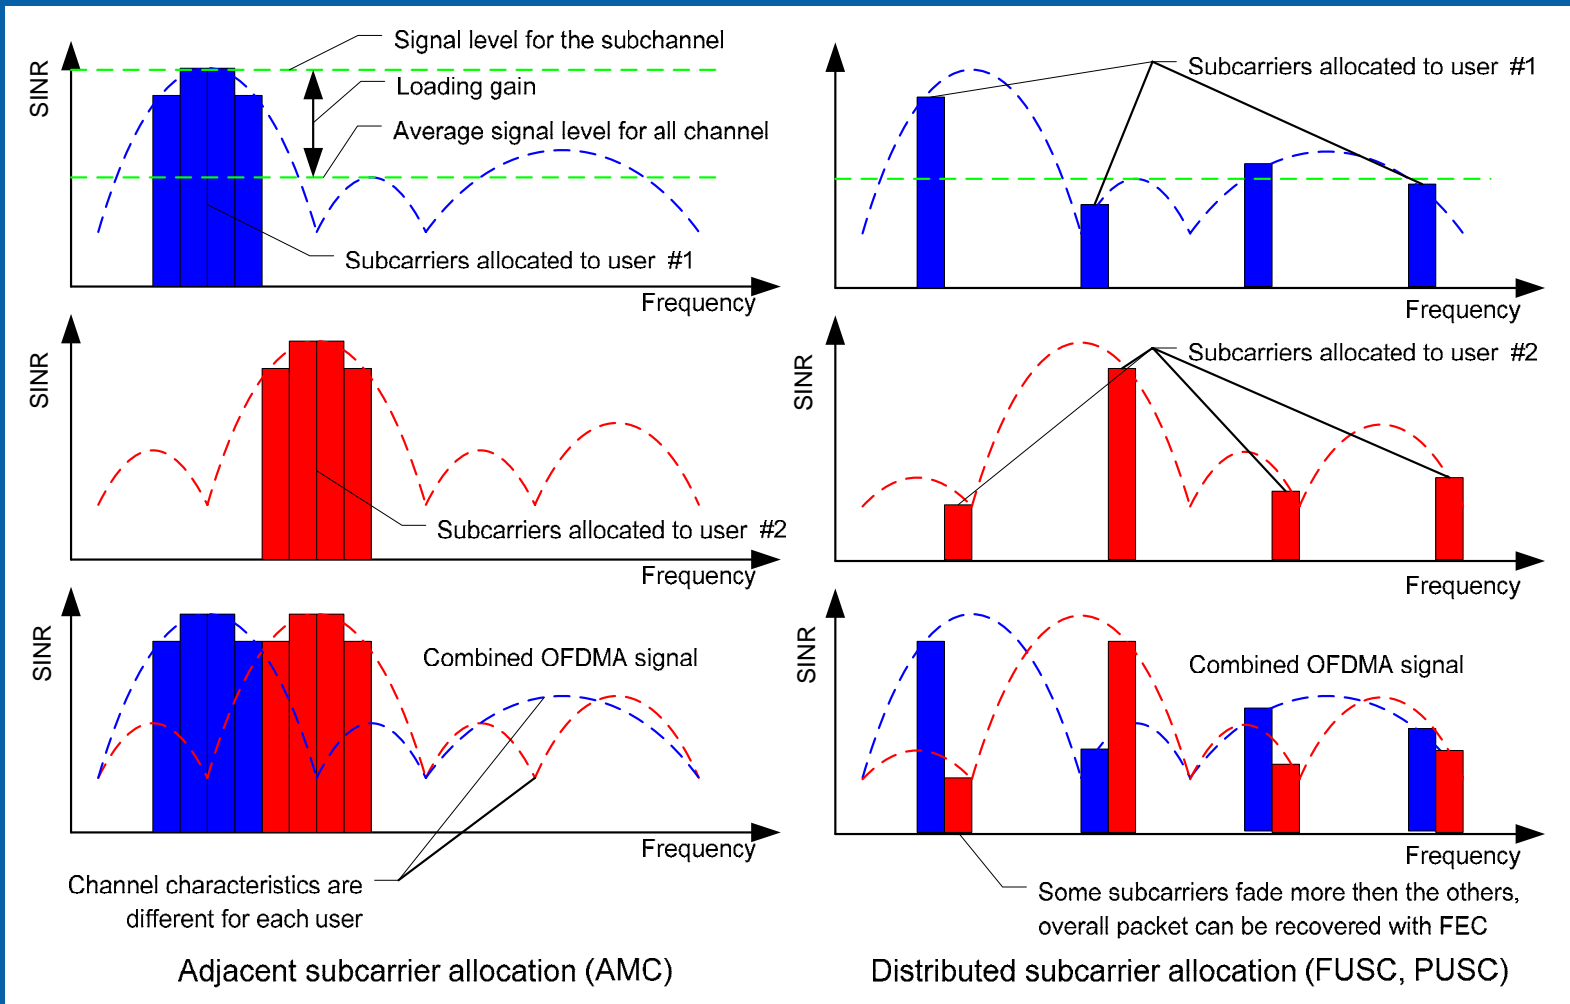 Signal level for the subchannel
SINR
Loading gain
Average signal level for all channel
Subcarriers allocated to user #1
Frequency
SINR
Subcarriers allocated to user #2
Frequency
SINR
Combined OFDMA signal
Frequency
Channel characteristics are
different for each user
Adjacent subcarrier allocation (AMC)
Subcarriers allocated to user #1
Frequency
SINR
Subcarriers allocated to user #2
Frequency
SINR
Combined OFDMA signal
Frequency
Some subcarriers fade more then the others,
overall packet can be recovered with FEC
Distributed subcarrier allocation (FUSC, PUSC)